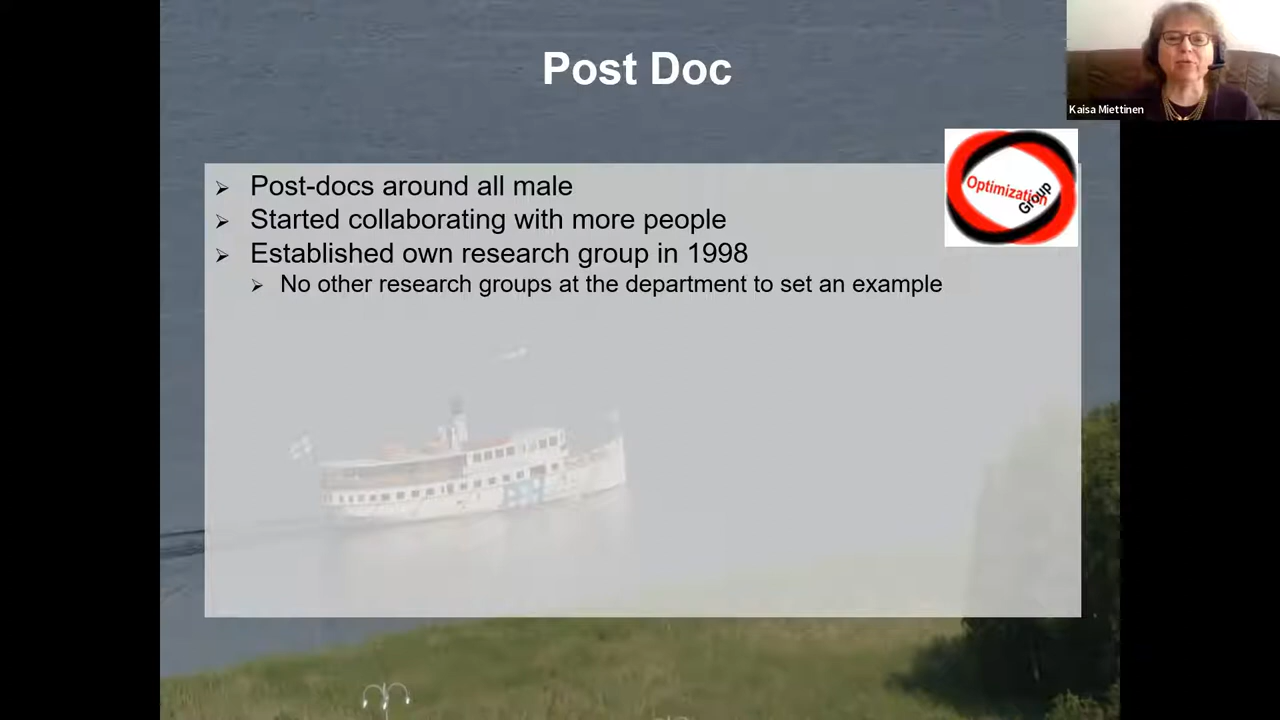 Post Doc
Kaisa Miettinen
Optimization
Group
Post-docs around all male
Started collaborating with more people
Established own research group in 1998
No other research groups at the department to set an example